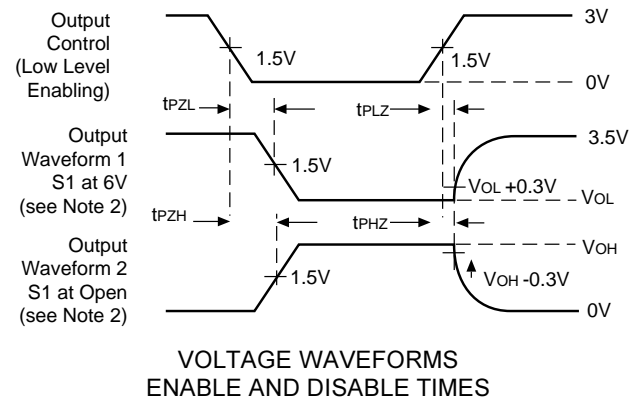 Output
Control
(Low Level
Enabling)
3V
1.5V
1.5V
0V
tPZL
tPLZ
Output
Waveform 1
S1 at 6V
(see Note 2)
3.5V
1.5V
VOL +0.3V
VOL
tPZH
tPHZ
Output
Waveform 2
S1 at Open
(see Note 2)
VOH
1.5V
VOH -0.3V
0V
VOLTAGE WAVEFORMS
ENABLE AND DISABLE TIMES